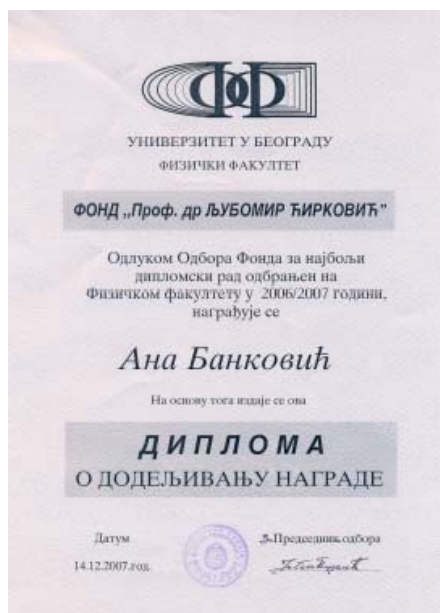 УНИВЕРЗИТЕТ У БЕОГРАДУ
ФИЗИЧКИ ФАКУЛТЕТ
ФОНД „Проф. др ЉУБОМИР ЋИРКОВИЋ"
Одлуком Одбора Фонда за најбољи
дипломски рад одбрањен на
Физичком факултету у 2006/2007 години,
награђује се
Ана Банковић
На основу тога издаје се ова
ДИПЛОМА
О ДОДЕЉИВАЊУ НАГРАДЕ
Датум
Председник одбора
14.12.2007.год.